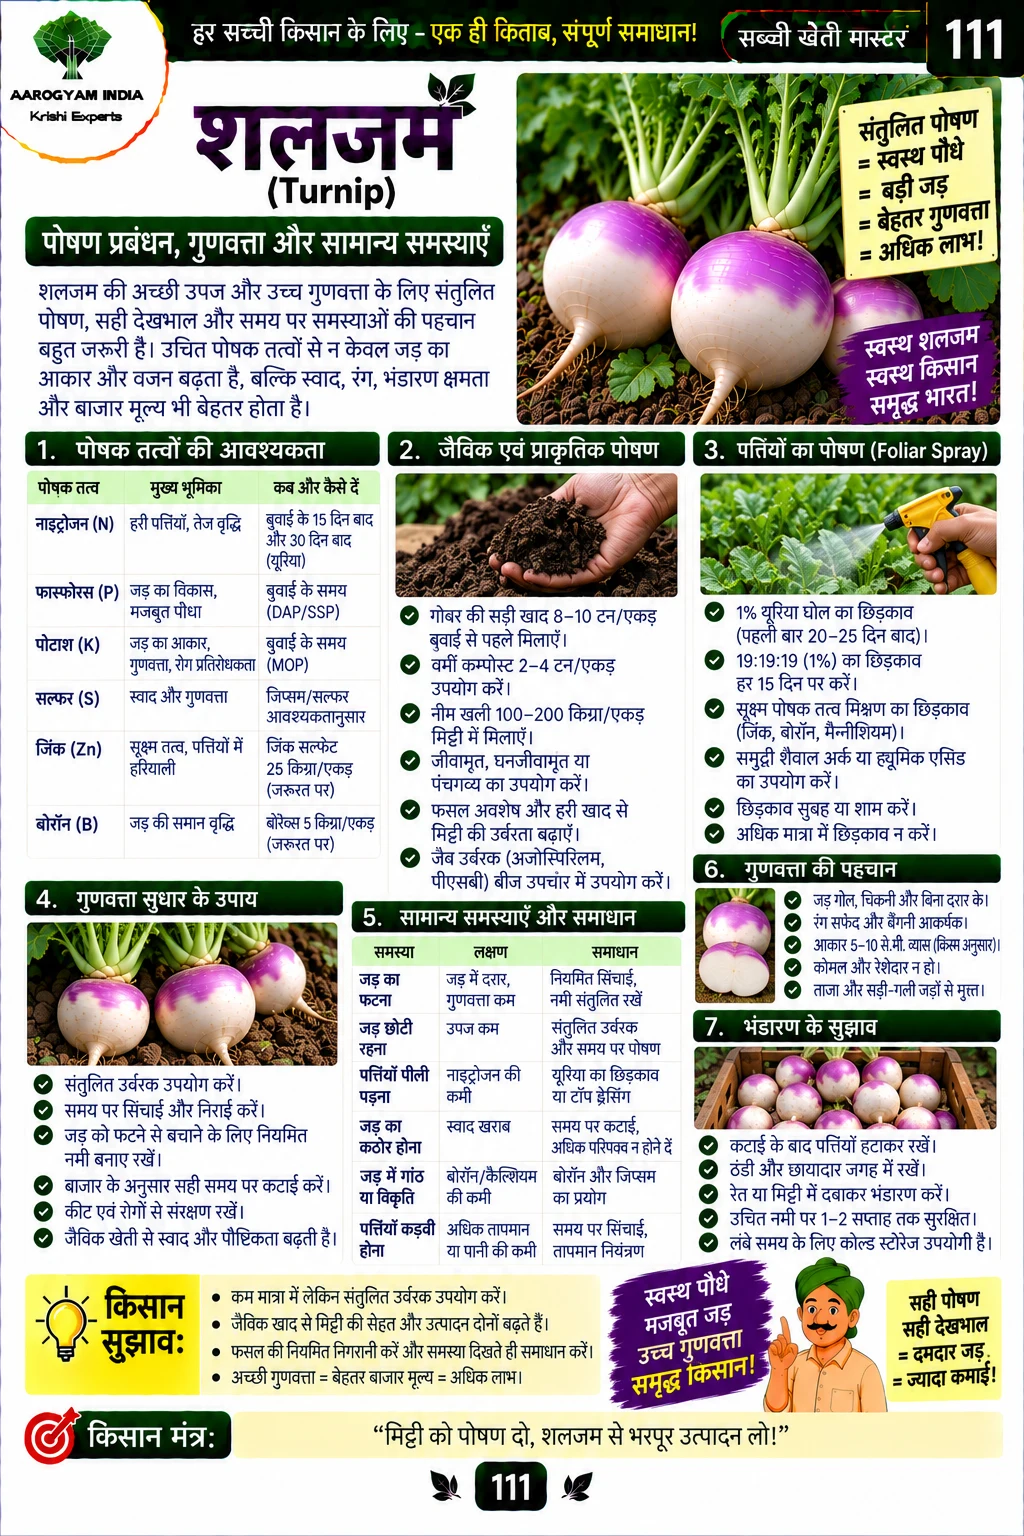 AAROGYAM INDIA
Krishi Experts
हर सच्ची किसान के लिए – एक ही किताब, संपूर्ण समाधान!
सब्जी खेती मास्टर
111
शलजम
(Turnip)
पोषण प्रबंधन, गुणवत्ता और सामान्य समस्याएँ
शलजम की अच्छी उपज और उच्च गुणवत्ता के लिए संतुलित
पोषण, सही देखभाल और समय पर समस्याओं की पहचान
बहुत जरूरी है। उचित पोषक तत्वों से न केवल जड़ का
आकार और वजन बढ़ता है, बल्कि स्वाद, रंग, भंडारण क्षमता
और बाजार मूल्य भी बेहतर होता है।
संतुलित पोषण
= स्वस्थ पौधे
= बड़ी जड़
= बेहतर गुणवत्ता
= अधिक लाभ!
स्वस्थ शलजम
स्वस्थ किसान
समृद्ध भारत!
1. पोषक तत्वों की आवश्यकता
पोषक तत्व मुख्य भूमिका कब और कैसे दें
नाइट्रोजन (N) हरी पत्तियाँ, तेज वृद्धि बुवाई के 15 दिन बाद
और 30 दिन बाद
(यूरिया)
फास्फोरस (P) जड़ का विकास, बुवाई के समय
मजबुत पीधा (DAP/SSP)
पोटाश (K) जड़ का आकार, बुवाई के समय
गुणवत्ता, रोग प्रतिरोधकता (MOP)
सल्फर (S) स्वाद और गुणवत्ता जिप्सम/सल्फर
आवश्यकतानुसार
जिंक (Zn) सूक्ष्म तत्व, पत्तियों में जिंक सल्फेट
हरियाली 25 किग्रा/एकड़
(जरूरत पर)
बोरॉन (B) जड़ की समान वृद्धि बोरेक्स 5 किग्रा/एकड़
(जरूरत पर)
2. जैविक एवं प्राकृतिक पोषण
गोबर की सड़ी खाद 8–10 टन/एकड़
बुवाई से पहले मिलाएँ।
वर्मी कम्पोस्ट 2–4 टन/एकड़
उपयोग करें।
नीम खली 100–200 किग्रा/एकड़
मिट्टी में मिलाएँ।
जीवामृत, घनजीवामृत या
पंचगव्य का उपयोग करें।
फसल अवशेष और हरी खाद से
मिट्टी की उर्बरता बढ़ाएँ।
जैब उर्बरक (अजोस्पिरिलम,
पीएसबी) बीज उपचार में उपयोग करें।
3. पत्तियों का पोषण (Foliar Spray)
1% यूरिया घोल का छिड़काव
(पहली बार 20–25 दिन बाद)।
19:19:19 (1%) का छिड़काव
हर 15 दिन पर करें।
सूक्ष्म पोषक तत्व मिश्रण का छिड़काव
(जिंक, बोरॉन, मैग्नीशियम)।
समुद्री शैवाल अर्क या ह्यूमिक एसिड
का उपयोग करें।
छिड़काव सुबह या शाम करें।
अधिक मात्रा में छिड़काव न करें।
4. गुणवत्ता सुधार के उपाय
संतुलित उर्वरक उपयोग करें।
समय पर सिंचाई और निराई करें।
जड़ को फटने से बचाने के लिए नियमित
नमी बनाए रखें।
बाजार के अनुसार सही समय पर कटाई करें।
कीट एवं रोगों से संरक्षण रखें।
जैविक खेती से स्वाद और पौष्टिकता बढ़ती है।
5. सामान्य समस्याएँ और समाधान
समस्या लक्षण समाधान
जड़ का जड़ में दरार, नियमित सिंचाई,
फटना गुणवत्ता कम नमी संतुलित रखें
जड़ छोटी उपज कम संतुलित उर्वरक
रहना और समय पर पोषण
पत्तियाँ पीली नाइट्रोजन की यूरिया का छिड़काव
पड़ना कमी या टॉप ड्रेसिंग
जड़ का स्वाद खराब समय पर कटाई,
कठोर होना अधिक परिपक्व न होने दें
जड़ में गांठ बोरॉन/कैल्शियम बोरॉन और जिप्सम
या विकृति की कमी का प्रयोग
पत्तियाँ कड़वी अधिक तापमान समय पर सिंचाई,
होना या पानी की कमी तापमान नियंत्रण
6. गुणवत्ता की पहचान
जड़ गोल, चिकनी और बिना दरार के।
रंग सफेद और बैंगनी आकर्षक।
आकार 5–10 से.मी. व्यास (किस्म अनुसार)।
कोमल और रेशेदार न हो।
ताजा और सड़ी-गली जड़ों से मुक्त।
7. भंडारण के सुझाव
कटाई के बाद पत्तियाँ हटाकर रखें।
ठंडी और छायादार जगह में रखें।
रेत या मिट्टी में दबाकर भंडारण करें।
उचित नमी पर 1–2 सप्ताह तक सुरक्षित।
लंबे समय के लिए कोल्ड स्टोरेज उपयोगी है।
किसान
सुझाव:
कम मात्रा में लेकिन संतुलित उर्वरक उपयोग करें।
जैविक खाद से मिट्टी की सेहत और उत्पादन दोनों बढ़ते हैं।
फसल की नियमित निगरानी करें और समस्या दिखते ही समाधान करें।
अच्छी गुणवत्ता = बेहतर बाजार मूल्य = अधिक लाभ।
स्वस्थ पौधे
मजबूत जड़
उच्च गुणवत्ता
समृद्ध किसान!
सही पोषण
सही देखभाल
= दमदार जड़
= ज्यादा कमाई!
किसान मंत्र:
“मिट्टी को पोषण दो, शलजम से भरपूर उत्पादन लो!”
111